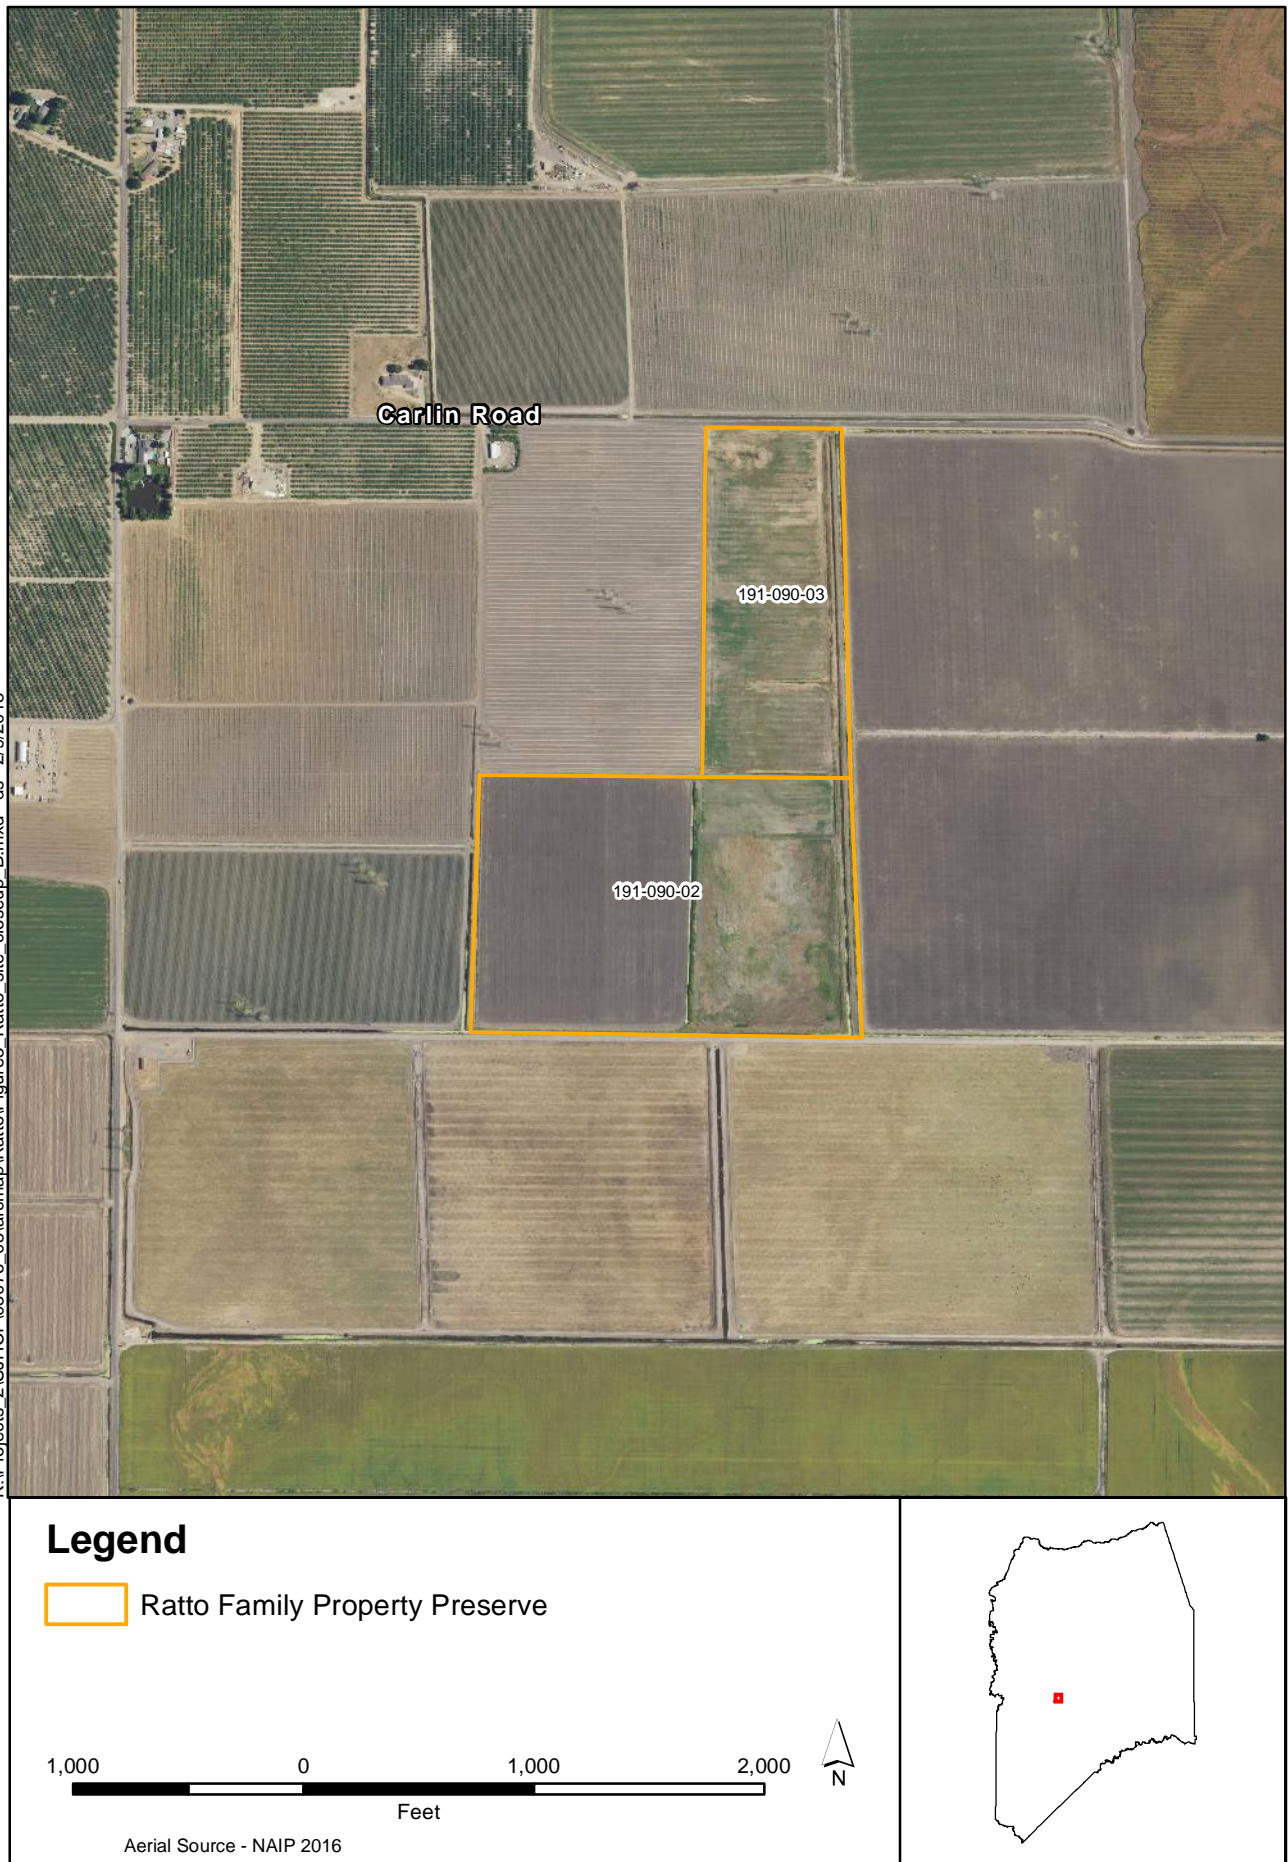 Carlin Road
191-090-03
191-090-02
Legend
Ratto Family Property Preserve
1,000 0 1,000 2,000
Feet
N
Aerial Source - NAIP 2016